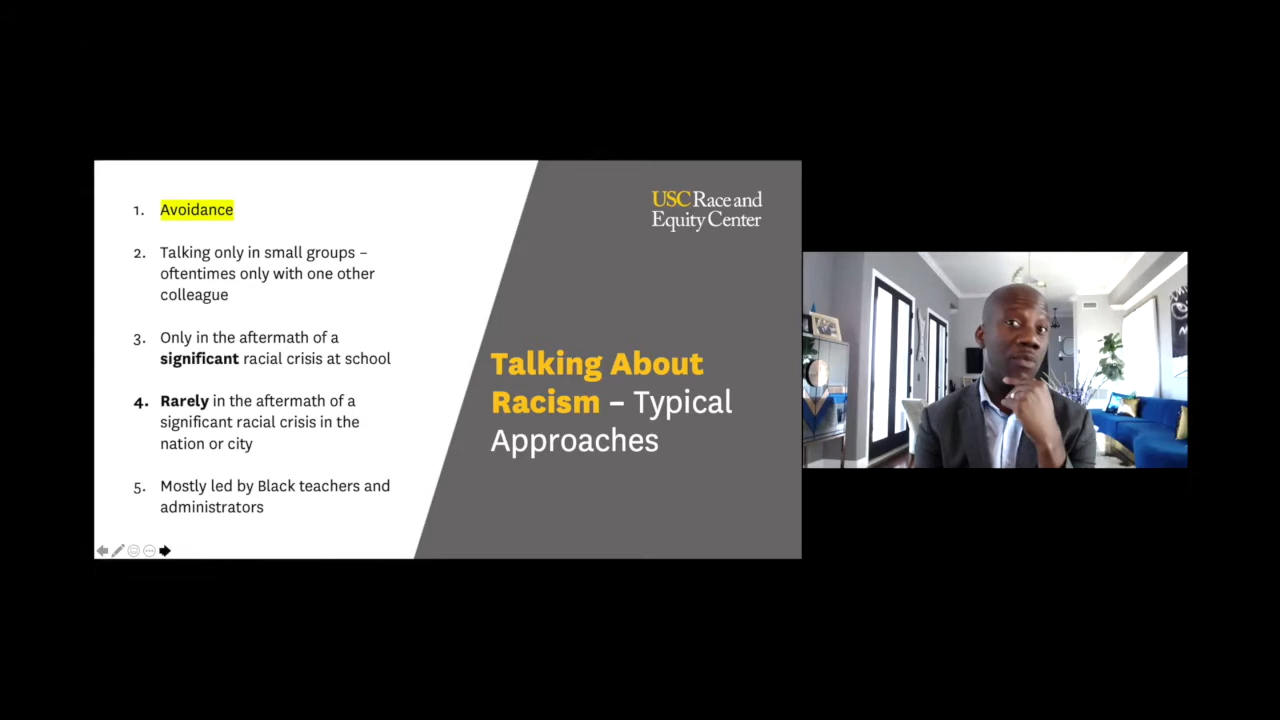 1. Avoidance
2. Talking only in small groups –
oftentimes only with one other
colleague
3. Only in the aftermath of a
significant racial crisis at school
4. Rarely in the aftermath of a
significant racial crisis in the
nation or city
5. Mostly led by Black teachers and
administrators
USC Race and
Equity Center
Talking About
Racism – Typical
Approaches